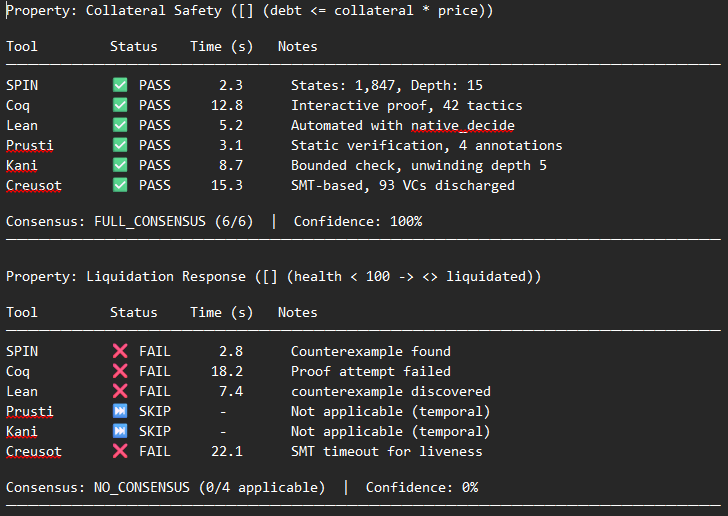 Property: Collateral Safety ([] (debt <= collateral * price))
Tool Status Time (s) Notes
SPIN ✅ PASS 2.3 States: 1,847, Depth: 15
Coq ✅ PASS 12.8 Interactive proof, 42 tactics
Lean ✅ PASS 5.2 Automated with native_decide
Prusti ✅ PASS 3.1 Static verification, 4 annotations
Kani ✅ PASS 8.7 Bounded check, unwinding depth 5
Creusot ✅ PASS 15.3 SMT-based, 93 VCs discharged
Consensus: FULL_CONSENSUS (6/6) | Confidence: 100%
Property: Liquidation Response ([] (health < 100 -> <> liquidated))
Tool Status Time (s) Notes
SPIN ❌ FAIL 2.8 Counterexample found
Coq ❌ FAIL 18.2 Proof attempt failed
Lean ❌ FAIL 7.4 counterexample discovered
Prusti ⏭️ SKIP - Not applicable (temporal)
Kani ⏭️ SKIP - Not applicable (temporal)
Creusot ❌ FAIL 22.1 SMT timeout for liveness
Consensus: NO_CONSENSUS (0/4 applicable) | Confidence: 0%